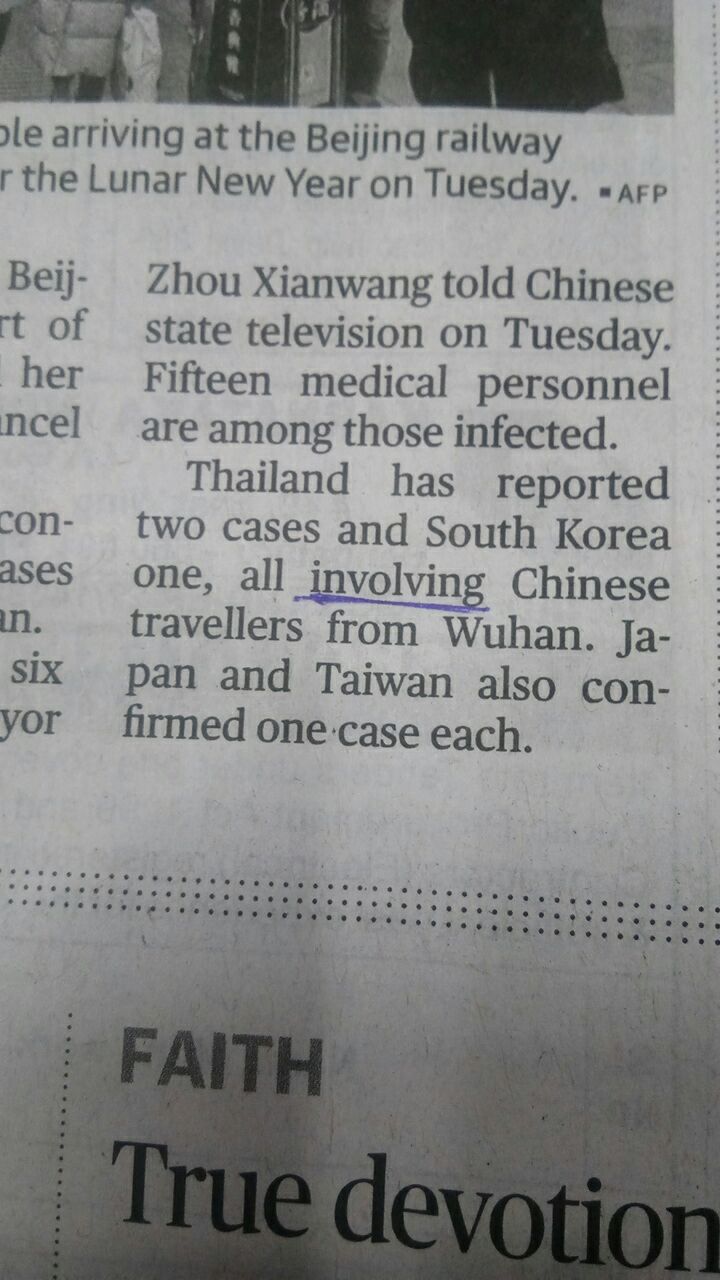 ple arriving at the Beijing railway
r the Lunar New Year on Tuesday. ▪ AFP
Beij-
rt of
her
ancel
con-
ases
an.
six
yor
Zhou Xianwang told Chinese
state television on Tuesday.
Fifteen medical personnel
are among those infected.
Thailand has reported
two cases and South Korea
one, all involving Chinese
travellers from Wuhan. Ja-
pan and Taiwan also con-
firmed one case each.
FAITH
True devotion